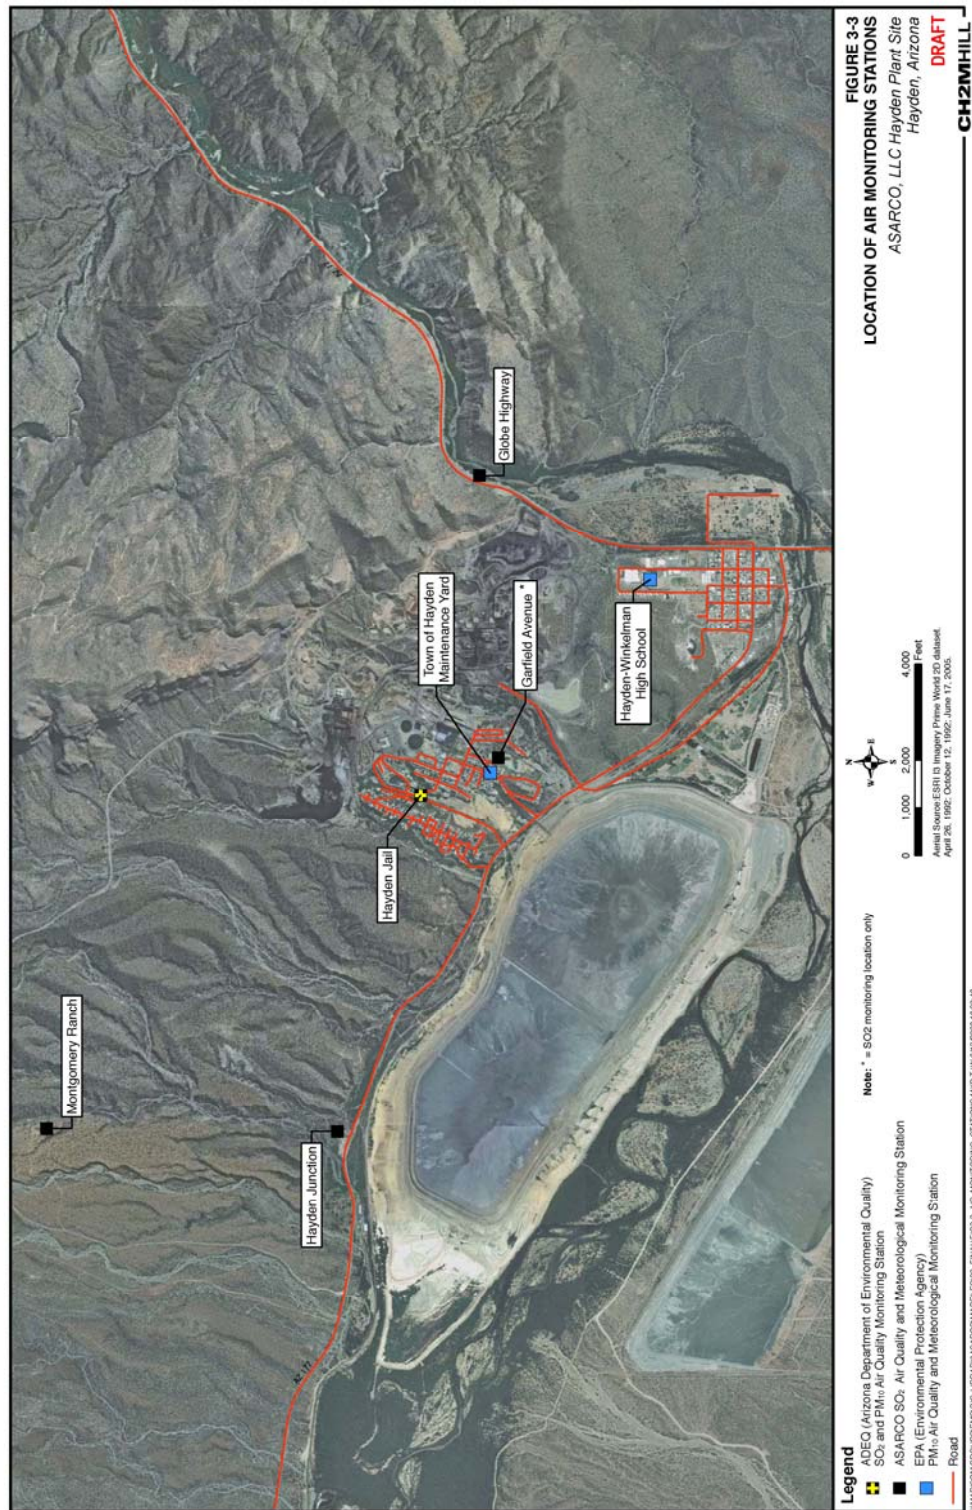 Montgomery Ranch
Hayden Junction
Hayden Jail
Town of Hayden
Maintenance Yard
Garfield Avenue *
Globe Highway
Hayden-Winkelman
High School
AZ 177
Legend
ADEQ (Arizona Department of Environmental Quality)
SO2 and PM10 Air Quality Monitoring Station
ASARCO SO2 Air Quality and Meteorological Monitoring Station
EPA (Environmental Protection Agency)
PM10 Air Quality and Meteorological Monitoring Station
Road
Note: * = SO2 monitoring location only
N
W E
S
0 1,000 2,000 4,000
Feet
Aerial Source:ESRI I3 Imagery Prime World 2D dataset.
April 26, 1992; October 12, 1992; June 17, 2005.
FIGURE 3-3
LOCATION OF AIR MONITORING STATIONS
ASARCO, LLC Hayden Plant Site
Hayden, Arizona
DRAFT
CH2MHILL